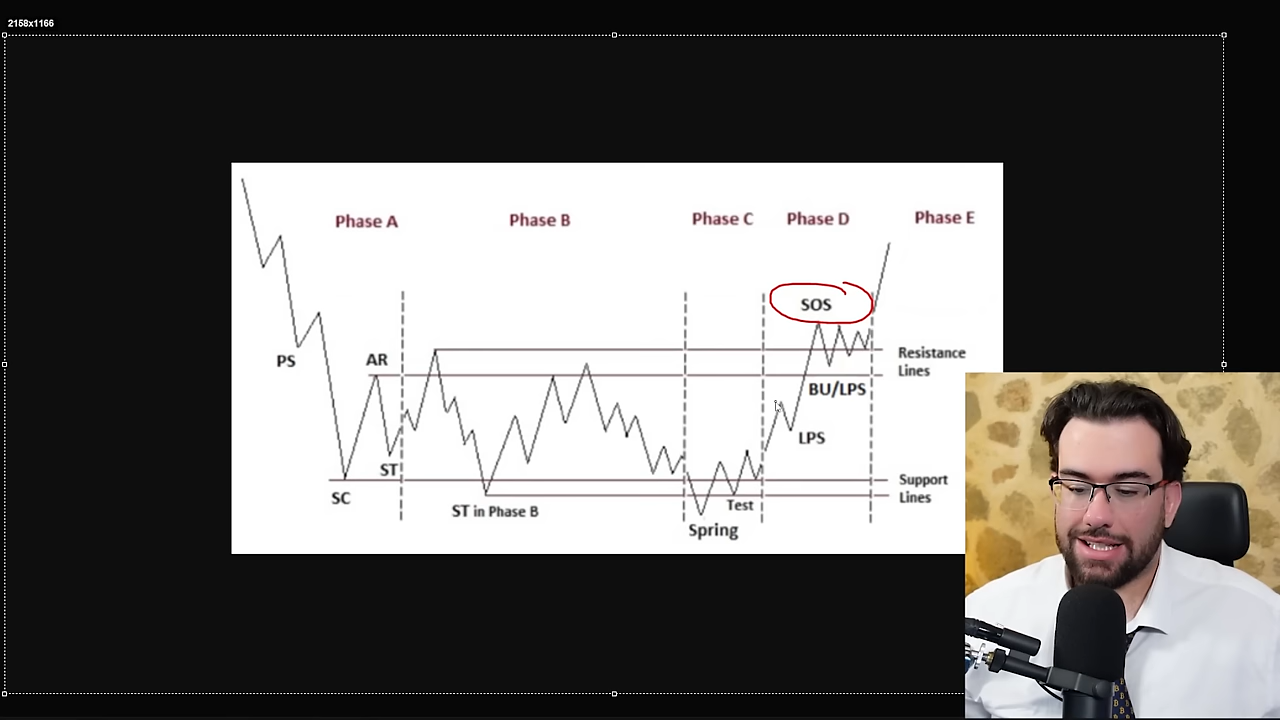 2158x1166
Phase A
Phase B
Phase C
Phase D
Phase E
SOS
PS
AR
Resistance
Lines
BU/LPS
LPS
ST
SC
Support
Lines
ST in Phase B
Test
Spring